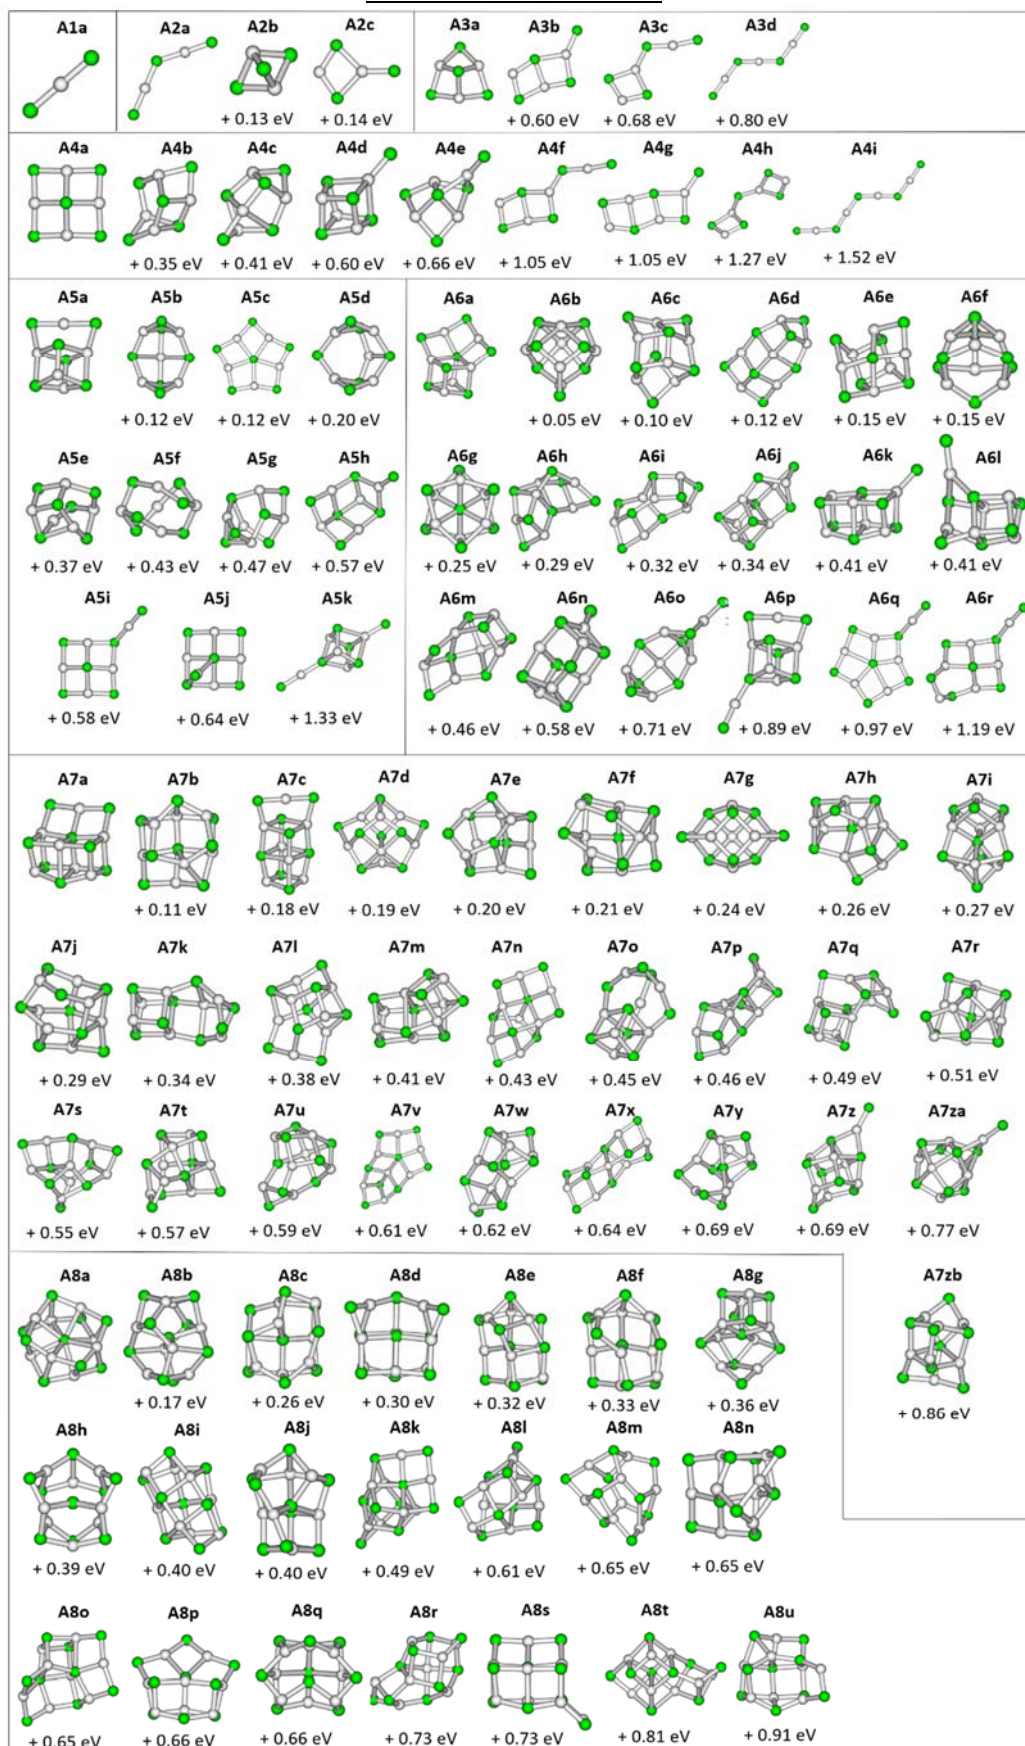 A1a A2a A2b A2c A3a A3b A3c A3d
+ 0.13 eV + 0.14 eV + 0.60 eV + 0.68 eV + 0.80 eV
A4a A4b A4c A4d A4e A4f A4g A4h A4i
+ 0.35 eV + 0.41 eV + 0.60 eV + 0.66 eV + 1.05 eV + 1.05 eV + 1.27 eV + 1.52 eV
A5a A5b A5c A5d A6a A6b A6c A6d A6e A6f
+ 0.12 eV + 0.12 eV + 0.20 eV + 0.05 eV + 0.10 eV + 0.12 eV + 0.15 eV + 0.15 eV
A5e A5f A5g A5h A6g A6h A6i A6j A6k A6l
+ 0.37 eV + 0.43 eV + 0.47 eV + 0.57 eV + 0.25 eV + 0.29 eV + 0.32 eV + 0.34 eV + 0.41 eV + 0.41 eV
A5i A5j A5k A6m A6n A6o A6p A6q A6r
+ 0.58 eV + 0.64 eV + 1.33 eV + 0.46 eV + 0.58 eV + 0.71 eV + 0.89 eV + 0.97 eV + 1.19 eV
A7a A7b A7c A7d A7e A7f A7g A7h A7i
+ 0.11 eV + 0.18 eV + 0.19 eV + 0.20 eV + 0.21 eV + 0.24 eV + 0.26 eV + 0.27 eV
A7j A7k A7l A7m A7n A7o A7p A7q A7r
+ 0.29 eV + 0.34 eV + 0.38 eV + 0.41 eV + 0.43 eV + 0.45 eV + 0.46 eV + 0.49 eV + 0.51 eV
A7s A7t A7u A7v A7w A7x A7y A7z A7za
+ 0.55 eV + 0.57 eV + 0.59 eV + 0.61 eV + 0.62 eV + 0.64 eV + 0.69 eV + 0.69 eV + 0.77 eV
A8a A8b A8c A8d A8e A8f A8g A7zb
+ 0.17 eV + 0.26 eV + 0.30 eV + 0.32 eV + 0.33 eV + 0.36 eV + 0.86 eV
A8h A8i A8j A8k A8l A8m A8n
+ 0.39 eV + 0.40 eV + 0.40 eV + 0.49 eV + 0.61 eV + 0.65 eV + 0.65 eV
A8o A8p A8q A8r A8s A8t A8u
+ 0.65 eV + 0.66 eV + 0.66 eV + 0.73 eV + 0.73 eV + 0.81 eV + 0.91 eV